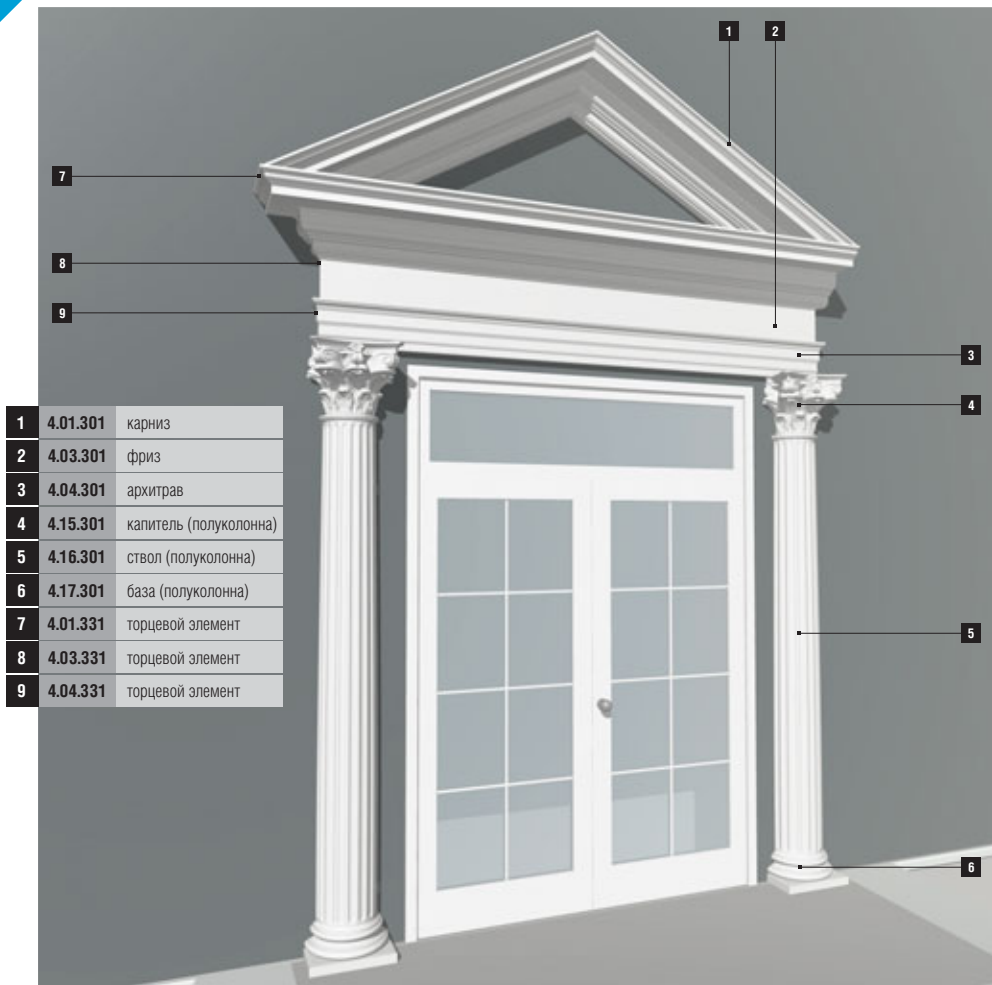 1 2
7
8
9
3
4
1 4.01.301 карниз
2 4.03.301 фриз
3 4.04.301 архитрав
4 4.15.301 капитель (полуколонна)
5 4.16.301 ствол (полуколонна)
6 4.17.301 база (полуколонна)
7 4.01.331 торцевой элемент
8 4.03.331 торцевой элемент
9 4.04.331 торцевой элемент
5
6